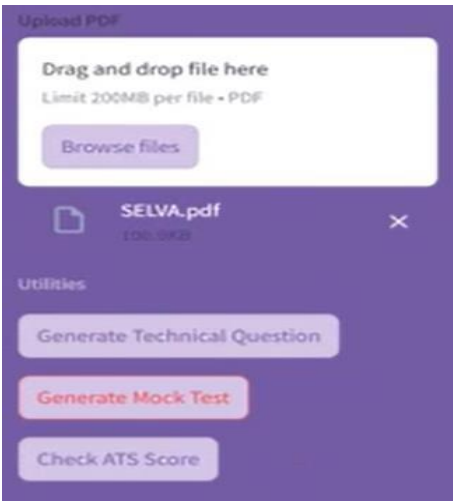 Upload PDF
Drag and drop file here
Limit 200MB per file • PDF
Browse files
SELVA.pdf
Utilities
Generate Technical Question
Generate Mock Test
Check ATS Score